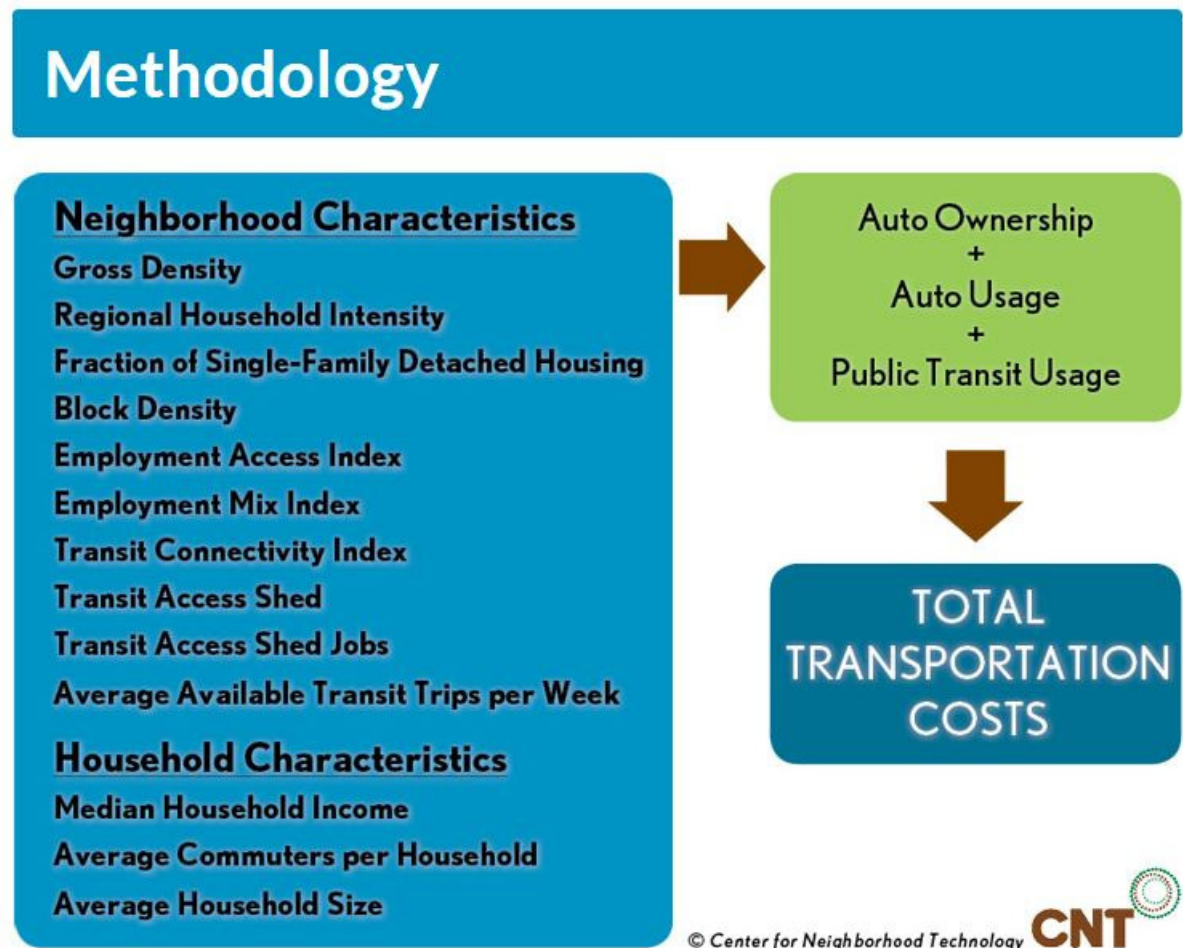 Methodology
Neighborhood Characteristics
Gross Density
Regional Household Intensity
Fraction of Single-Family Detached Housing
Block Density
Employment Access Index
Employment Mix Index
Transit Connectivity Index
Transit Access Shed
Transit Access Shed Jobs
Average Available Transit Trips per Week
Household Characteristics
Median Household Income
Average Commuters per Household
Average Household Size
Auto Ownership
+
Auto Usage
+
Public Transit Usage
TOTAL
TRANSPORTATION
COSTS
© Center for Neighborhood Technology
CNT